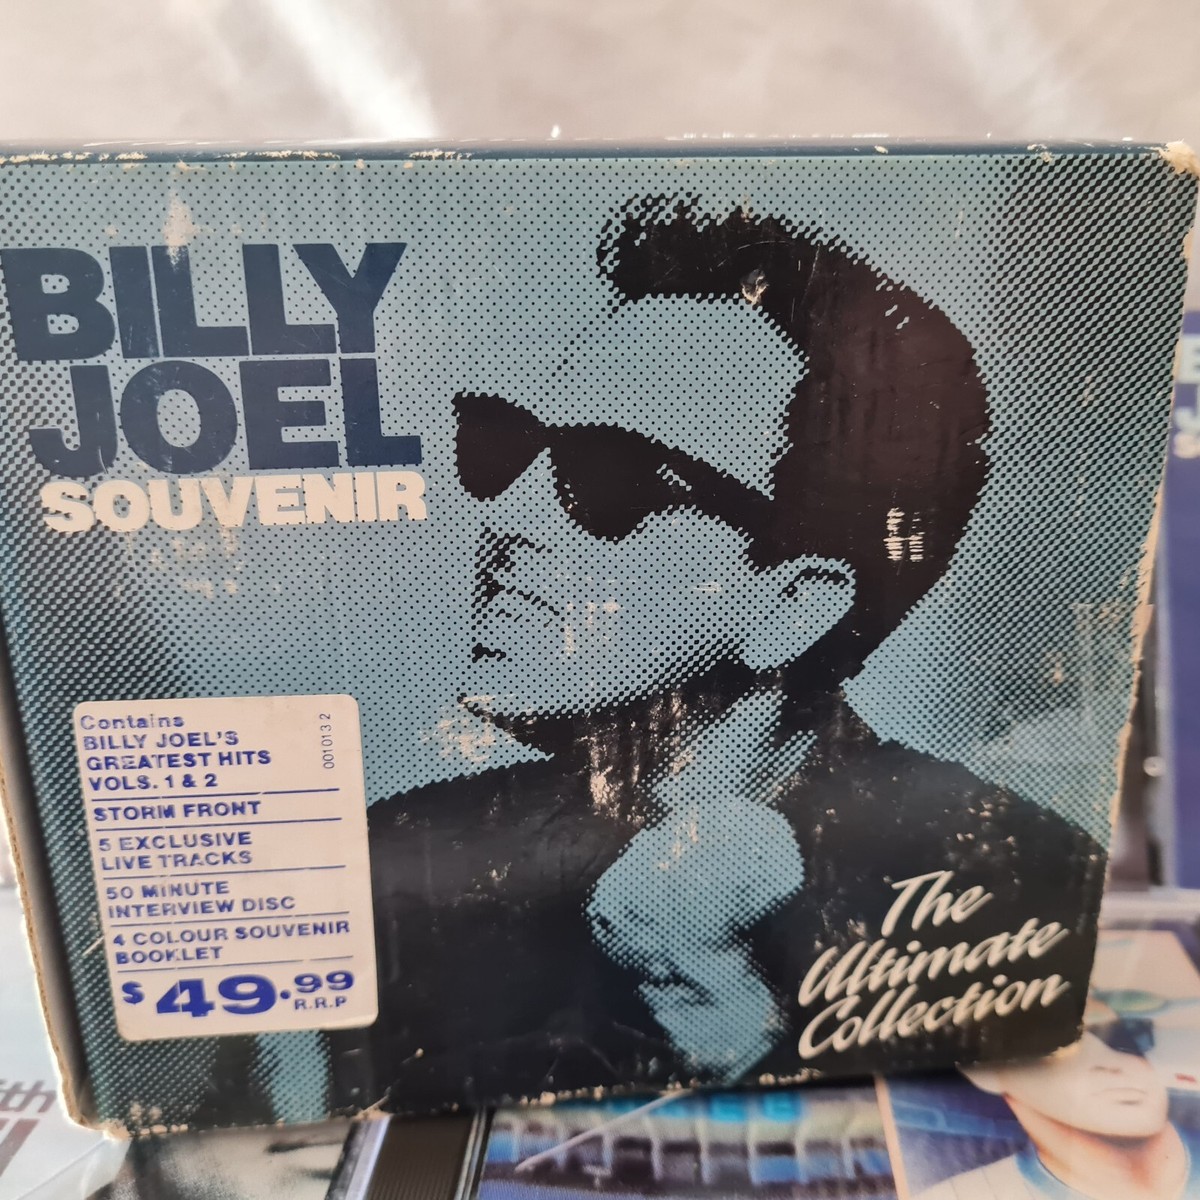 BILLY
JOEL
SOUVENIR
Contains
BILLY JOEL'S
GREATEST HITS
VOLS. 1 & 2
001013 2
STORM FRONT
5 EXCLUSIVE
LIVE TRACKS
50 MINUTE
INTERVIEW DISC
4 COLOUR SOUVENIR
BOOKLET
$49.99
R.R.P
The
Ultimate
Collection